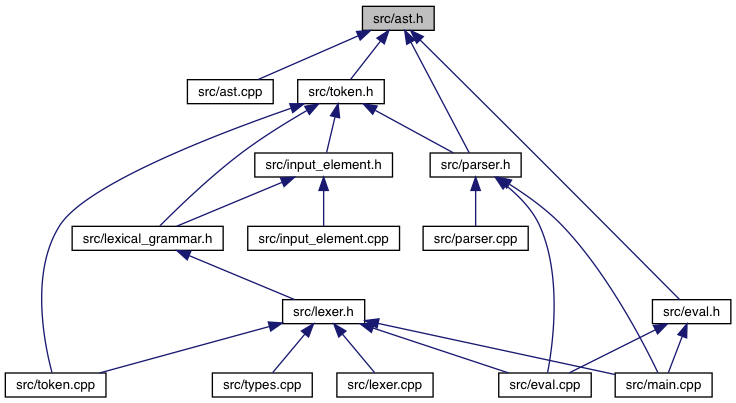 src/ast.h
src/ast.cpp
src/token.h
src/input_element.h
src/parser.h
src/lexical_grammar.h
src/input_element.cpp
src/parser.cpp
src/lexer.h
src/eval.h
src/token.cpp
src/types.cpp
src/lexer.cpp
src/eval.cpp
src/main.cpp